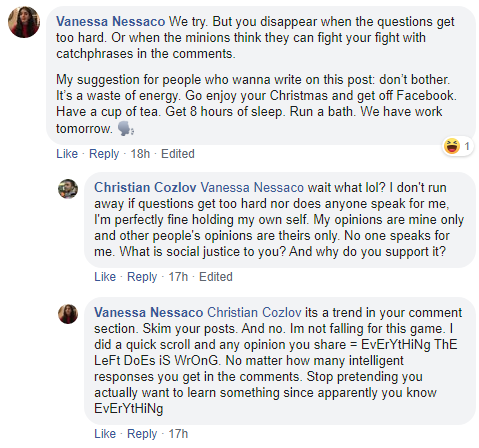 Vanessa Nessaco We try. But you disappear when the questions get
too hard. Or when the minions think they can fight your fight with
catchphrases in the comments.
My suggestion for people who wanna write on this post: don’t bother.
It’s a waste of energy. Go enjoy your Christmas and get off Facebook.
Have a cup of tea. Get 8 hours of sleep. Run a bath. We have work
tomorrow. 🗣️
😆 1
Like · Reply · 18h · Edited
Christian Cozlov Vanessa Nessaco wait what lol? I don’t run
away if questions get too hard nor does anyone speak for me,
I’m perfectly fine holding my own self. My opinions are mine only
and other people’s opinions are theirs only. No one speaks for
me. What is social justice to you? And why do you support it?
Like · Reply · 17h · Edited
Vanessa Nessaco Christian Cozlov its a trend in your comment
section. Skim your posts. And no. Im not falling for this game. I
did a quick scroll and any opinion you share = EvErYtHiNg ThE
LeFt DoEs iS WrOnG. No matter how many intelligent
responses you get in the comments. Stop pretending you
actually want to learn something since apparently you know
EvErYtHiNg
Like · Reply · 17h